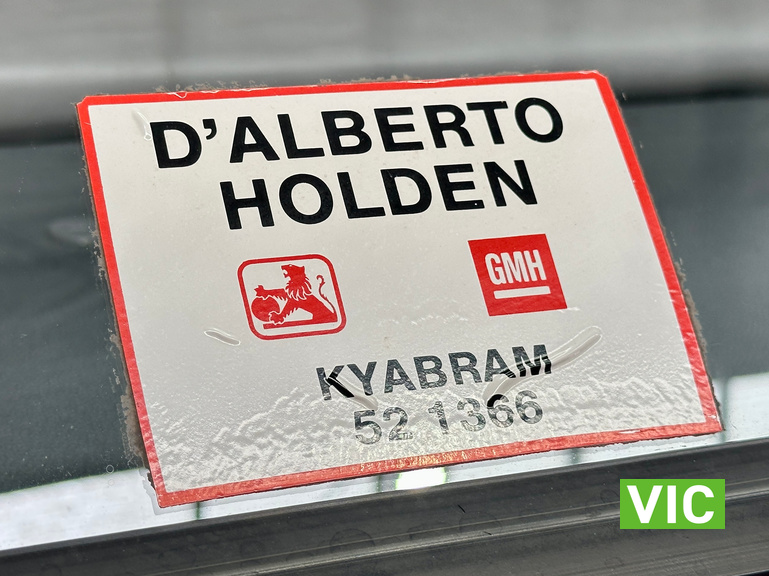 D'ALBERTO
HOLDEN
GMH
KYABRAM
52 1366
VIC